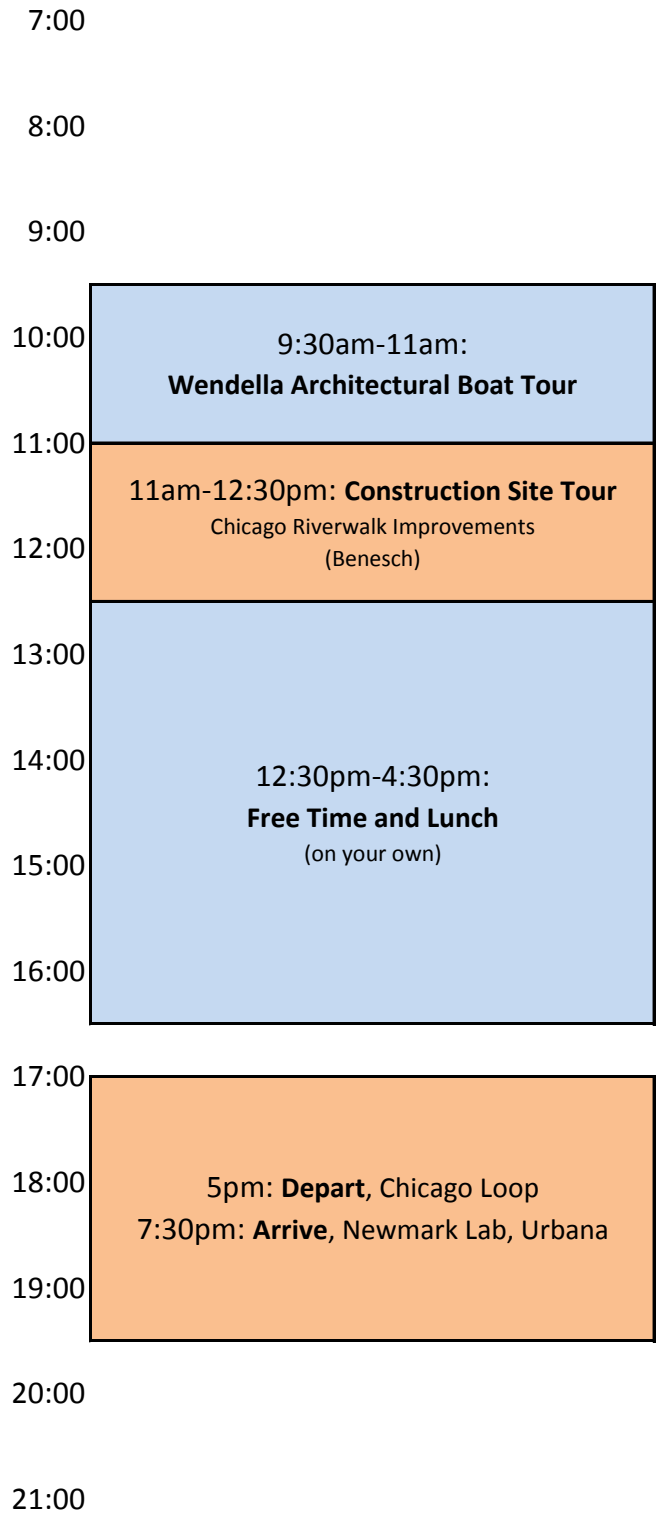 7:00
8:00
9:00
10:00
9:30am-11am:
Wendella Architectural Boat Tour
11:00
11am-12:30pm: Construction Site Tour
Chicago Riverwalk Improvements
12:00
(Benesch)
13:00
14:00
12:30pm-4:30pm:
Free Time and Lunch
(on your own)
15:00
16:00
17:00
18:00
5pm: Depart, Chicago Loop
7:30pm: Arrive, Newmark Lab, Urbana
19:00
20:00
21:00